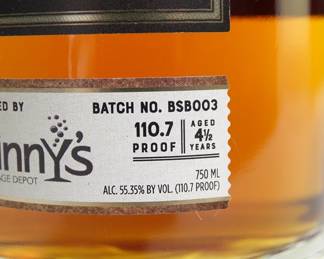 ED BY
BATCH NO. BSB003
110.7
PROOF
AGED
4½
YEARS
innY's
AGE DEPOT
750 ML
ALC. 55.35% BY VOL. (110.7 PROOF)